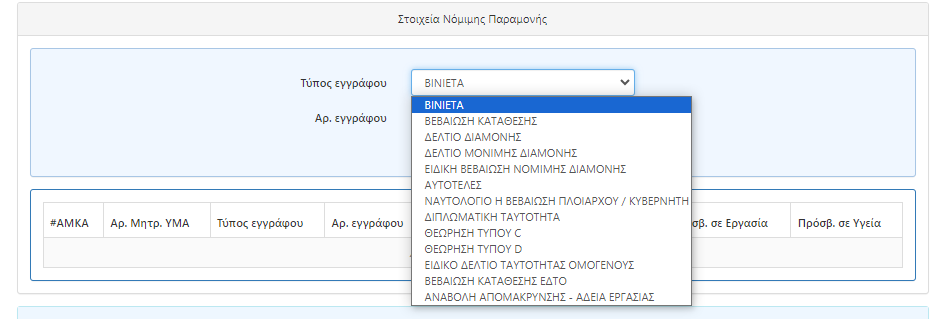 Στοιχεία Νόμιμης Παραμονής
Τύπος εγγράφου
ΒΙΝΙΕΤΑ
Αρ. εγγράφου
ΒΙΝΙΕΤΑ
ΒΕΒΑΙΩΣΗ ΚΑΤΑΘΕΣΗΣ
ΔΕΛΤΙΟ ΔΙΑΜΟΝΗΣ
ΔΕΛΤΙΟ ΜΟΝΙΜΗΣ ΔΙΑΜΟΝΗΣ
ΕΙΔΙΚΗ ΒΕΒΑΙΩΣΗ ΝΟΜΙΜΗΣ ΔΙΑΜΟΝΗΣ
ΑΥΤΟΤΕΛΕΣ
ΝΑΥΤΟΛΟΓΙΟ Η ΒΕΒΑΙΩΣΗ ΠΛΟΙΑΡΧΟΥ / ΚΥΒΕΡΝΗΤΗ
ΔΙΠΛΩΜΑΤΙΚΗ ΤΑΥΤΟΤΗΤΑ
ΘΕΩΡΗΣΗ ΤΥΠΟΥ C
ΘΕΩΡΗΣΗ ΤΥΠΟΥ D
ΕΙΔΙΚΟ ΔΕΛΤΙΟ ΤΑΥΤΟΤΗΤΑΣ ΟΜΟΓΕΝΟΥΣ
ΒΕΒΑΙΩΣΗ ΚΑΤΑΘΕΣΗΣ ΕΔΤΟ
ΑΝΑΒΟΛΗ ΑΠΟΜΑΚΡΥΝΣΗΣ - ΑΔΕΙΑ ΕΡΓΑΣΙΑΣ
#ΑΜΚΑ Αρ. Μητρ. ΥΜΑ Τύπος εγγράφου Αρ. εγγράφου σβ. σε Εργασία Πρόσβ. σε Υγεία